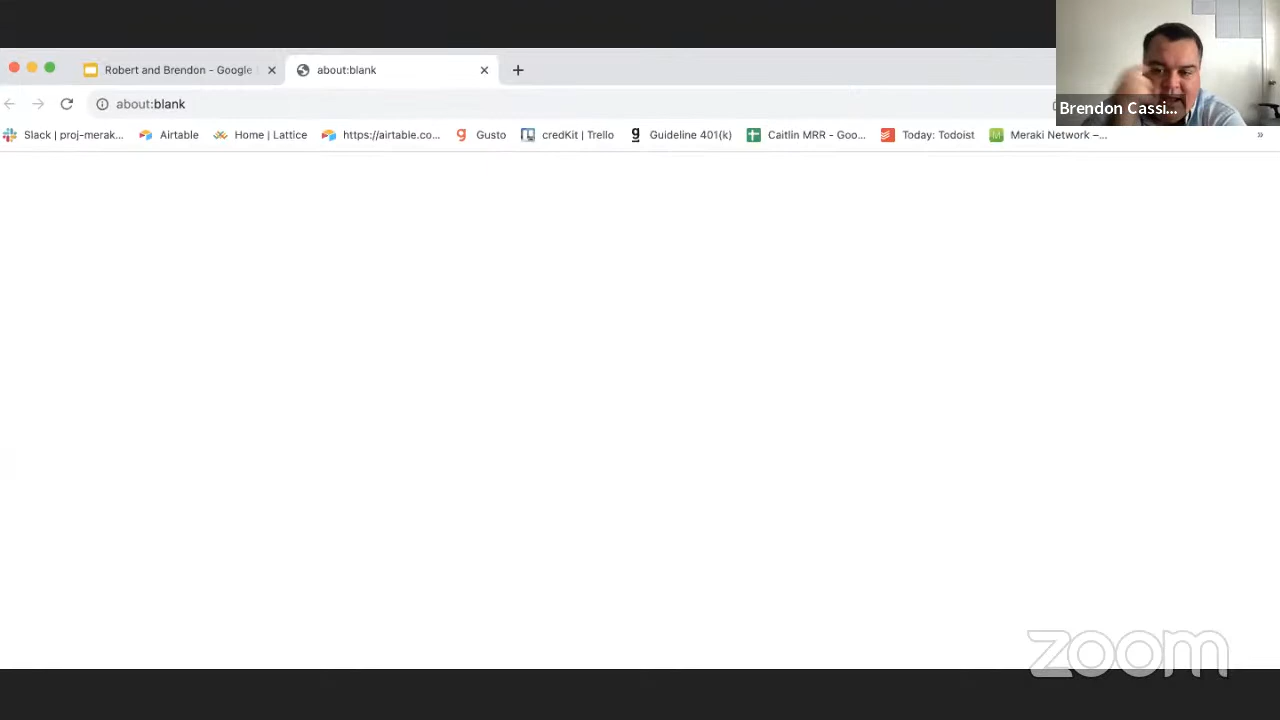 Robert and Brendon - Google
about:blank
about:blank
Slack | proj-merak...
Airtable
Home | Lattice
https://airtable.co...
Gusto
credKit | Trello
Guideline 401(k)
Caitlin MRR - Goo...
Today: Todoist
Meraki Network –...
»
Brendon Cassi...
zoom